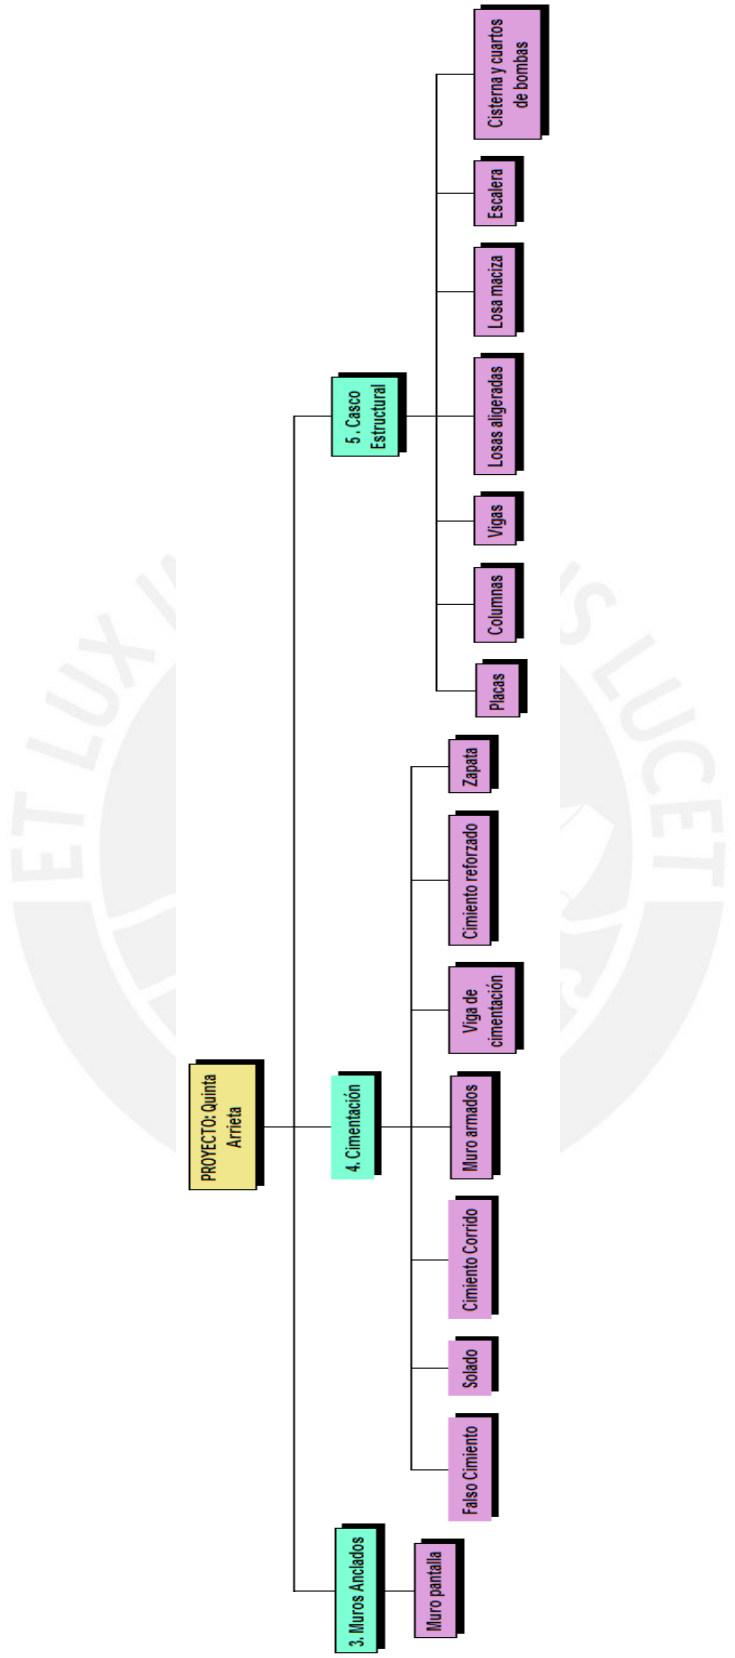 PROYECTO: Quinta
Arrieta
3. Muros Anclados
4. Cimentación
5 . Casco
Estructural
Muro pantalla
Falso Cimiento
Solado
Cimiento Corrido
Muro armados
Viga de
cimentación
Cimiento reforzado
Zapata
Placas
Columnas
Vigas
Losas aligeradas
Losa maciza
Escalera
Cisterna y cuartos
de bombas
ET LUX IN
LUCET